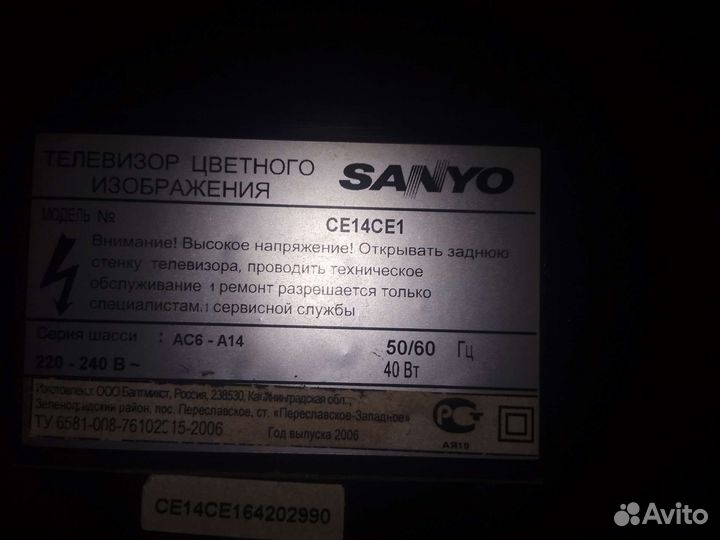 ТЕЛЕВИЗОР ЦВЕТНОГО
ИЗОБРАЖЕНИЯ
SANYO
МОДЕЛЬ № CE14CE1
Внимание! Высокое напряжение! Открывать заднюю
стенку телевизора, проводить техническое
обслуживание и ремонт разрешается только
специалистам сервисной службы
Серия шасси : AC6 - A14 50/60 Гц
220 - 240 В ~ 40 Вт
Изготовлен: ООО Балтмикст, Россия, 238530, Калининградская обл.,
Зеленоградский район, пос. Переславское, ст. «Переславское-Западное»
ТУ 6581-008-76102515-2006 Год выпуска 2006
РСТ
АЯ19
CE14CE164202990
Avito